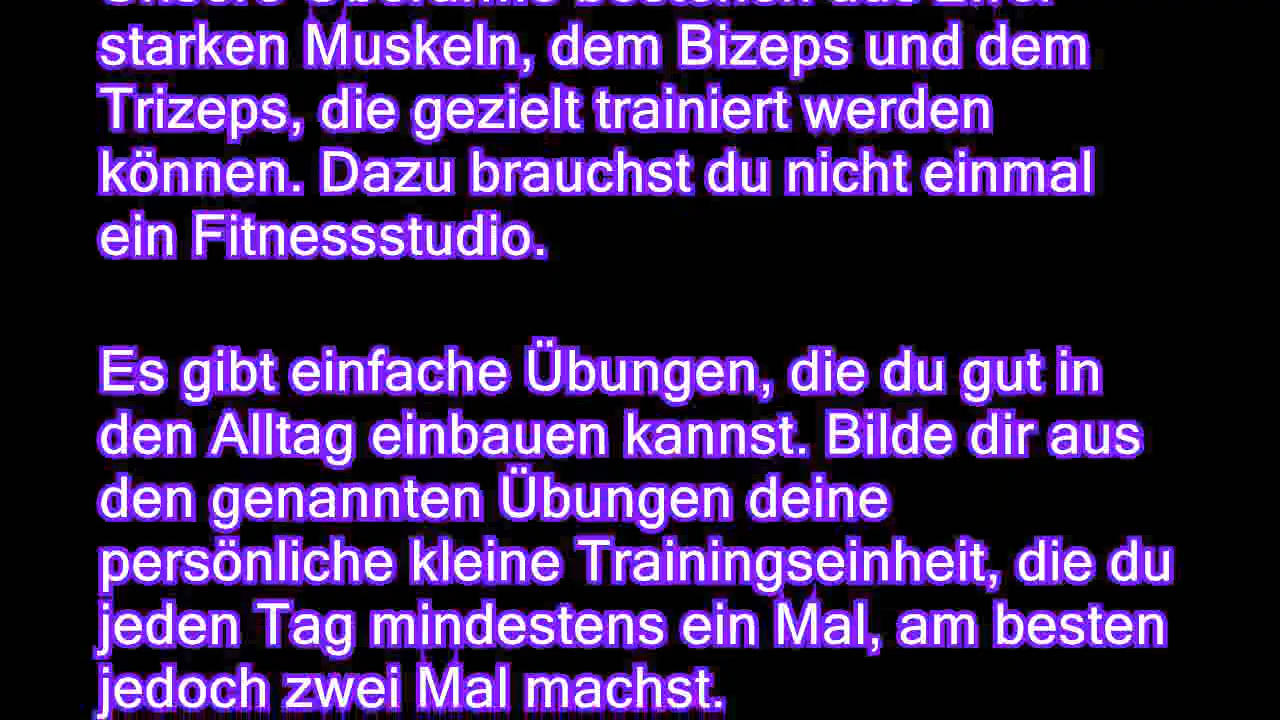 starken Muskeln, dem Bizeps und dem
Trizeps, die gezielt trainiert werden
können. Dazu brauchst du nicht einmal
ein Fitnessstudio.
Es gibt einfache Übungen, die du gut in
den Alltag einbauen kannst. Bilde dir aus
den genannten Übungen deine
persönliche kleine Trainingseinheit, die du
jeden Tag mindestens ein Mal, am besten
jedoch zwei Mal machst.